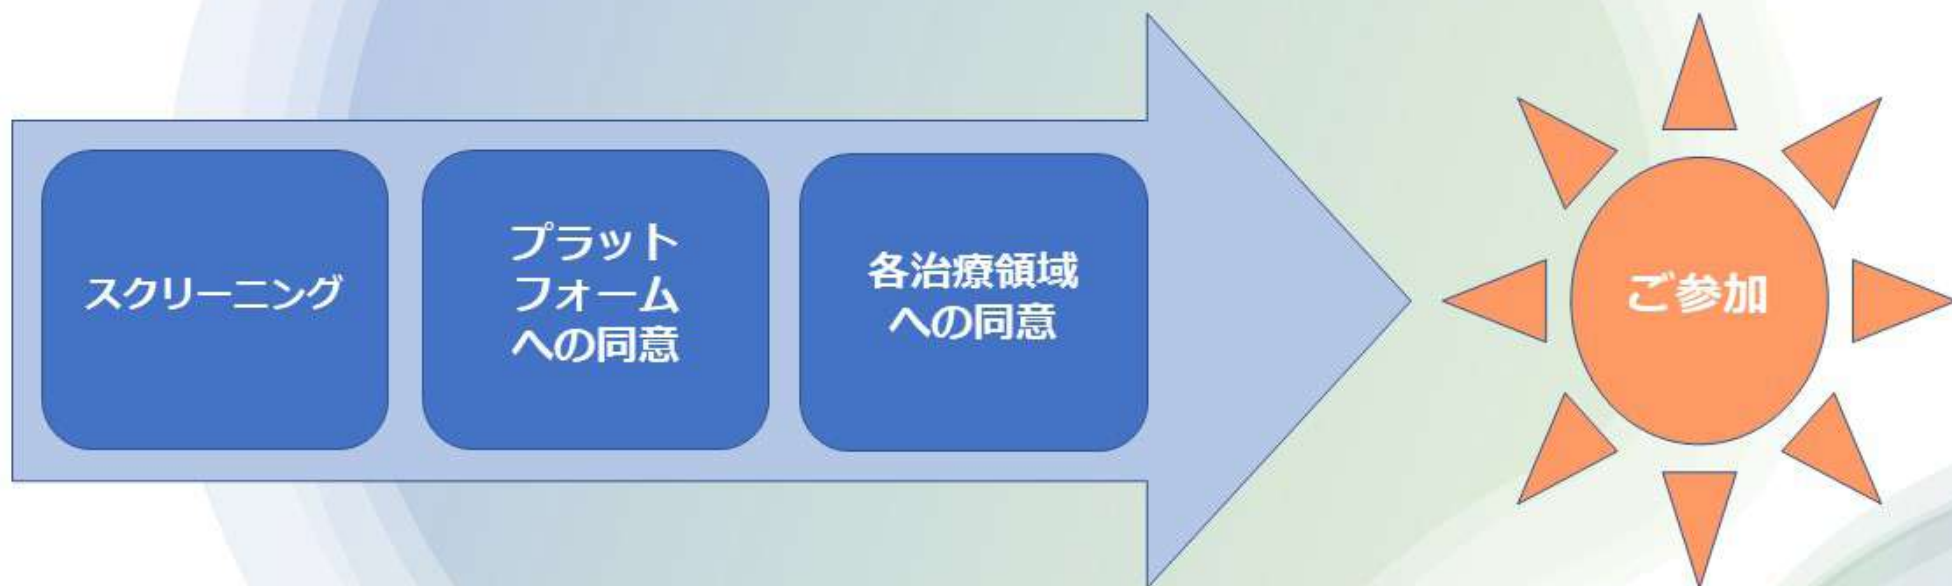 スクリーニング
プラット
フォーム
への同意
各治療領域
への同意
ご参加